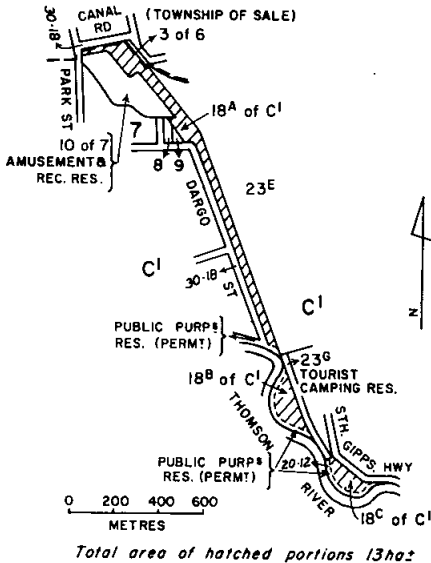 CANAL RD
(TOWNSHIP OF SALE)
30·18
3 of 6
PARK ST
18A of C1
10 of 7
7
AMUSEMENT &
REC. RES.
8
9
23E
DARGO ST
C1
30·18
C1
N
PUBLIC PURPS
RES. (PERMT)
23G
TOURIST
CAMPING RES.
18B of C1
THOMSON RIVER
STH. GIPPS. HWY
PUBLIC PURPS
RES. (PERMT)
20·12
18C of C1
0 200 400 600
METRES
Total area of hatched portions 13ha±